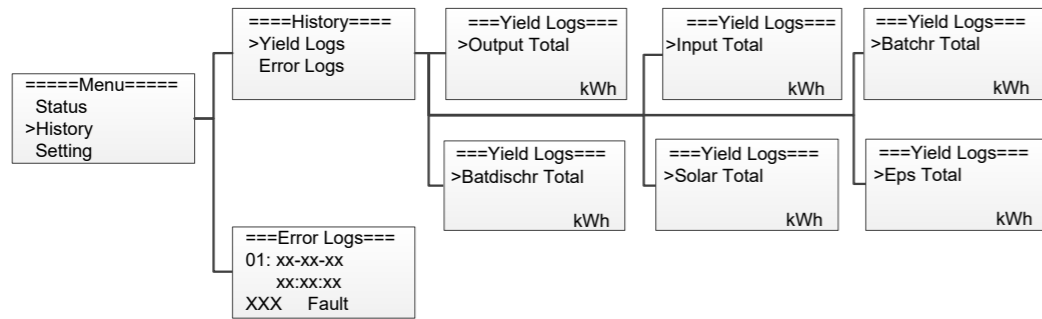 =====Menu=====
Status
>History
Setting
====History====
>Yield Logs
Error Logs
===Yield Logs===
>Output Total
kWh
===Yield Logs===
>Input Total
kWh
===Yield Logs===
>Batchr Total
kWh
===Yield Logs===
>Batdischr Total
kWh
===Yield Logs===
>Solar Total
kWh
===Yield Logs===
>Eps Total
kWh
===Error Logs===
01: xx-xx-xx
xx:xx:xx
XXX Fault